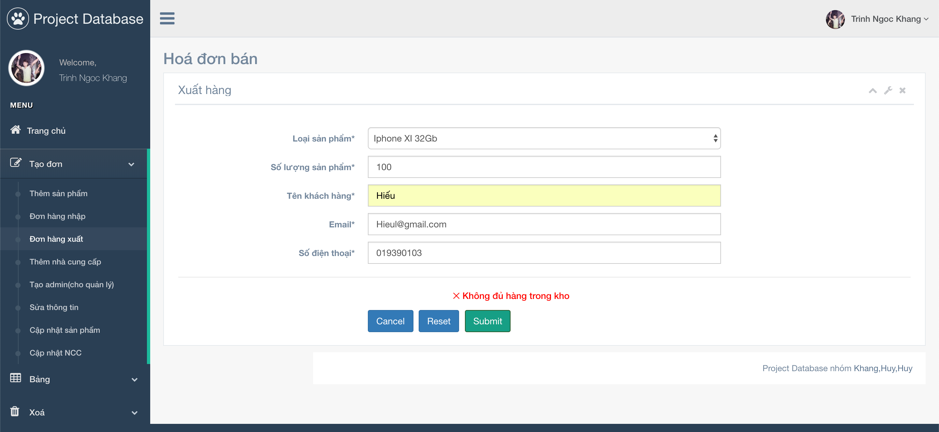 Project Database
Trinh Ngoc Khang
Welcome,
Trinh Ngoc Khang
MENU
Trang chủ
Tạo đơn
Thêm sản phẩm
Đơn hàng nhập
Đơn hàng xuất
Thêm nhà cung cấp
Tạo admin(cho quản lý)
Sửa thông tin
Cập nhật sản phẩm
Cập nhật NCC
Bảng
Xoá
Hoá đơn bán
Xuất hàng
Loại sản phẩm* Iphone XI 32Gb
Số lượng sản phẩm* 100
Tên khách hàng* Hiếu
Email* Hieul@gmail.com
Số điện thoại* 019390103
Không đủ hàng trong kho
Cancel Reset Submit
Project Database nhóm Khang,Huy,Huy